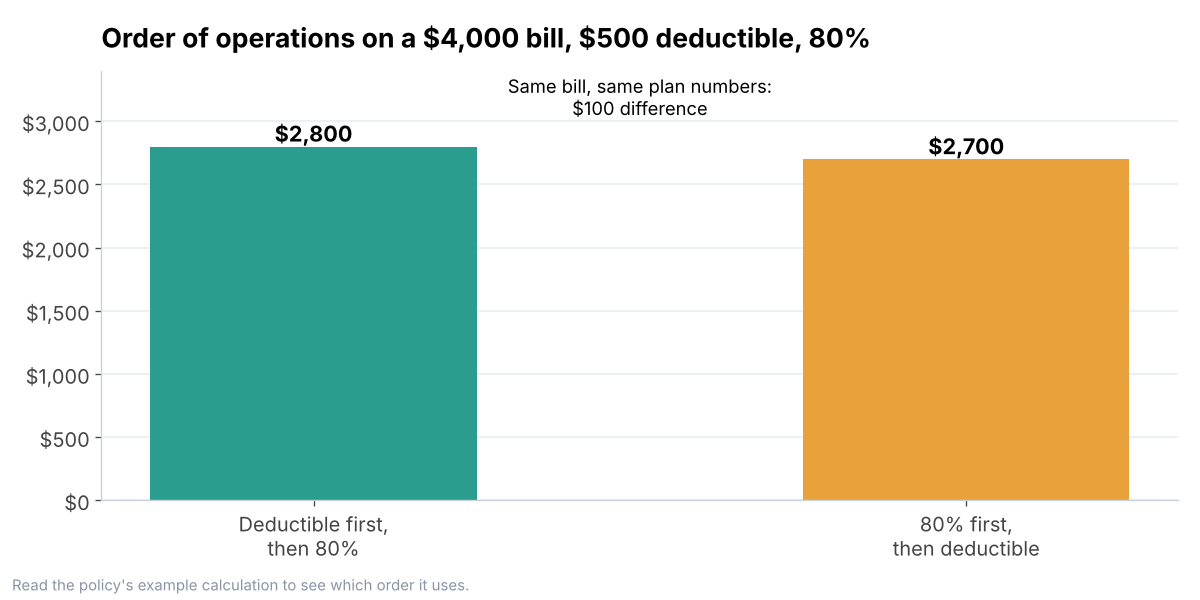 Order of operations on a $4,000 bill, $500 deductible, 80%
Same bill, same plan numbers:
$100 difference
$3,000
$2,800
$2,700
$2,500
$2,000
$1,500
$1,000
$500
$0
Deductible first,
then 80%
80% first,
then deductible
Read the policy's example calculation to see which order it uses.